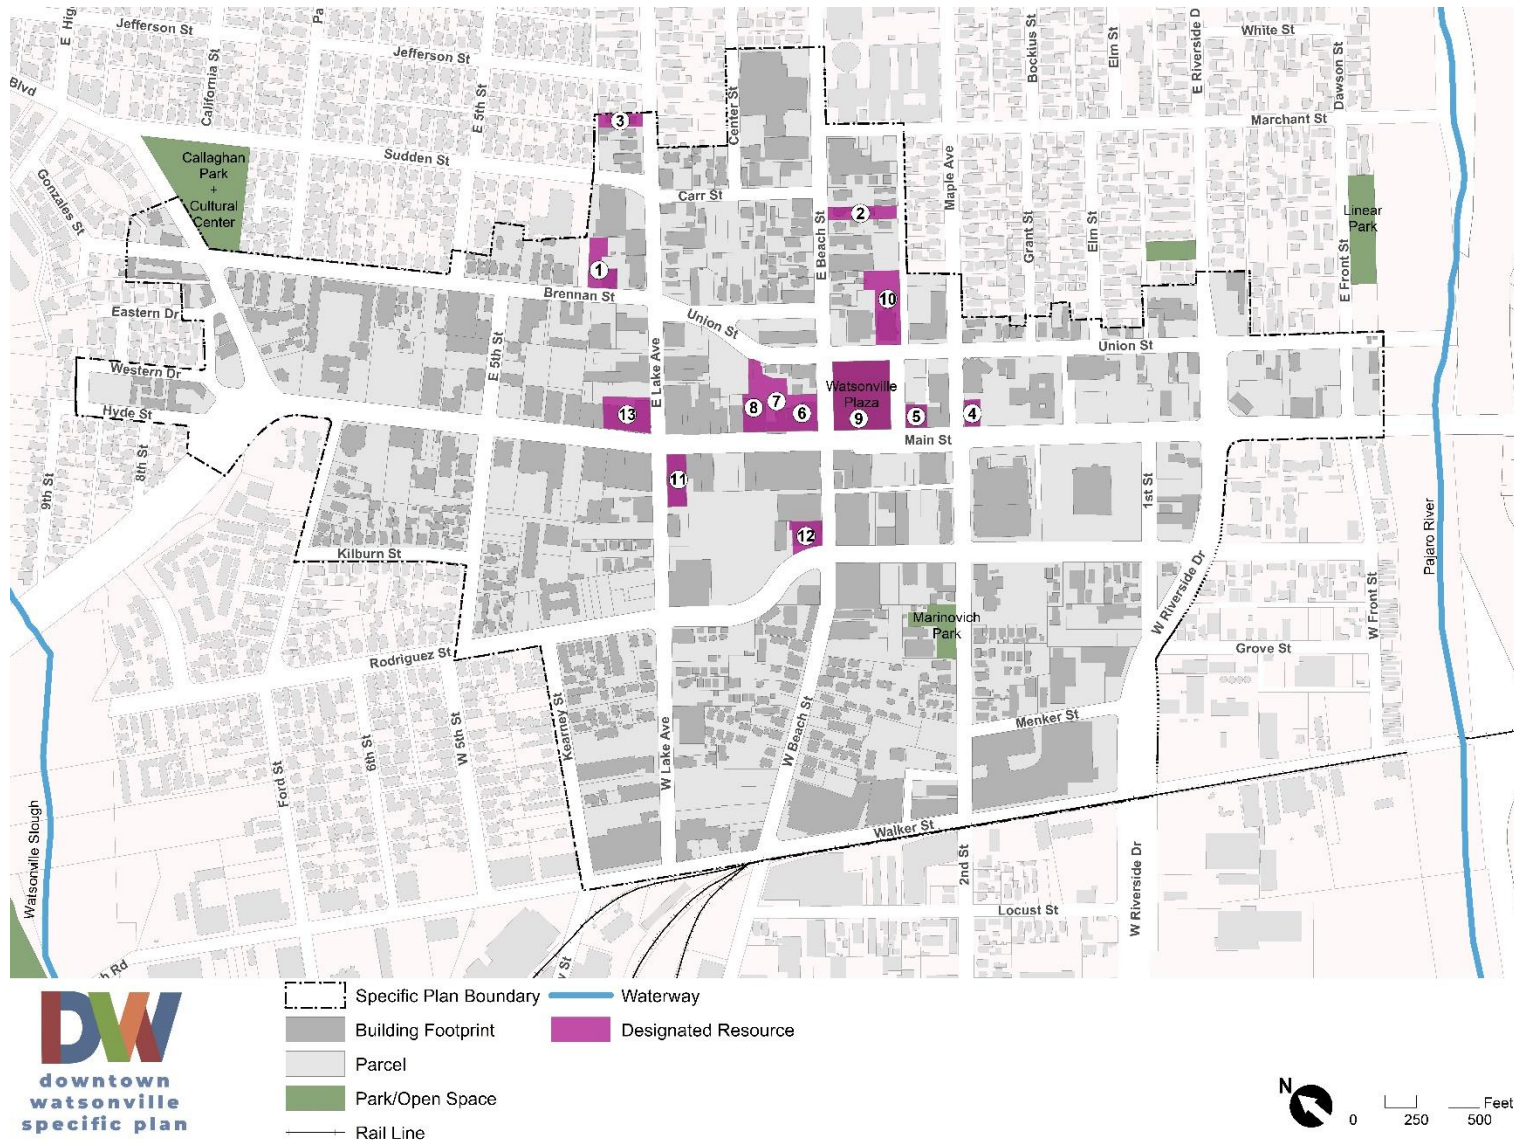 E Hig
Jefferson St
Pa
Blvd
California St
Jefferson St
E 5th St
Sudden St
Callaghan
Park
+
Cultural
Center
Gonzales St
3
Center St
Carr St
E Beach St
2
Maple Ave
Bockius St
Elm St
E Riverside D
White St
Dawson St
Marchant St
Grant St
Elm St
Linear
Park
E Front St
1
Brennan St
10
Eastern Dr
Western Dr
Hyde St
E 5th St
E Lake Ave
Union St
Union St
13
8
7
6
Watsonville
Plaza
9
5
4
Main St
9th St
8th St
11
12
1st St
Kilburn St
Pajaro River
W Riverside Dr
W Front St
Marinovich
Park
Grove St
Rodriguez St
Kearney St
W Lake Ave
W Beach St
Menker St
Ford St
6th St
W 5th St
Walker St
Watsonville Slough
2nd St
W Riverside Dr
Locust St
h Rd
St
DW
downtown
watsonville
specific plan
Specific Plan Boundary
Waterway
Building Footprint
Designated Resource
Parcel
Park/Open Space
Rail Line
N
0 250 500
Feet